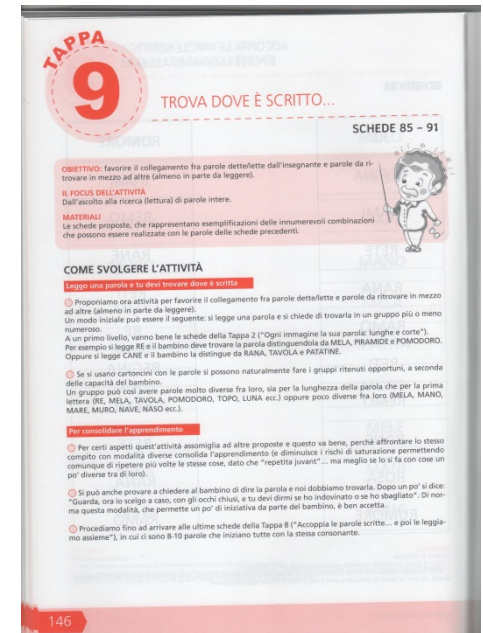 TAPPA
9
TROVA DOVE È SCRITTO...
SCHEDE 85 – 91
OBIETTIVO: favorire il collegamento fra parole dette/lette dall'insegnante e parole da ri-
trovare in mezzo ad altre (almeno in parte da leggere).
IL FOCUS DELL'ATTIVITÀ
Dall'ascolto alla ricerca (lettura) di parole intere.
MATERIALI
Le schede proposte, che rappresentano esemplificazioni delle innumerevoli combinazioni
che possono essere realizzate con le parole delle schede precedenti.
COME SVOLGERE L'ATTIVITÀ
Leggo una parola e tu devi trovare dove è scritta
Proponiamo ora attività per favorire il collegamento fra parole dette/lette e parole da ritrovare in mezzo
ad altre (almeno in parte da leggere).
Un modo iniziale può essere il seguente: si legge una parola e si chiede di trovarla in un gruppo più o meno
numeroso.
A un primo livello, vanno bene le schede della Tappa 2 ("Ogni immagine la sua parola: lunghe e corte").
Per esempio si legge RE e il bambino deve trovare la parola distinguendola da MELA, PIRAMIDE e POMODORO.
Oppure si legge CANE e il bambino la distingue da RANA, TAVOLA e PATATINE.
Se si usano cartoncini con le parole si possono naturalmente fare i gruppi ritenuti opportuni, a seconda
delle capacità del bambino.
Un gruppo può così avere parole molto diverse fra loro, sia per la lunghezza della parola che per la prima
lettera (RE, MELA, TAVOLA, POMODORO, TOPO, LUNA ecc.) oppure poco diverse fra loro (MELA, MANO,
MARE, MURO, NAVE, NASO ecc.).
Per consolidare l'apprendimento
Per certi aspetti quest'attività assomiglia ad altre proposte e questo va bene, perché affrontare lo stesso
compito con modalità diverse consolida l'apprendimento (e diminuisce i rischi di saturazione permettendo
comunque di ripetere più volte le stesse cose, dato che "repetita juvant"... ma meglio se lo si fa con cose un
po' diverse tra di loro).
Si può anche provare a chiedere al bambino di dire la parola e noi dobbiamo trovarla. Dopo un po' si dice:
"Guarda, ora io scelgo a caso, con gli occhi chiusi, e tu devi dirmi se ho indovinato o se ho sbagliato". Di nor-
ma questa modalità, che permette un po' di iniziativa da parte del bambino, è ben accetta.
Procediamo fino ad arrivare alle ultime schede della Tappa 8 ("Accoppia le parole scritte... e poi le leggia-
mo assieme"), in cui ci sono 8-10 parole che iniziano tutte con la stessa consonante.
146